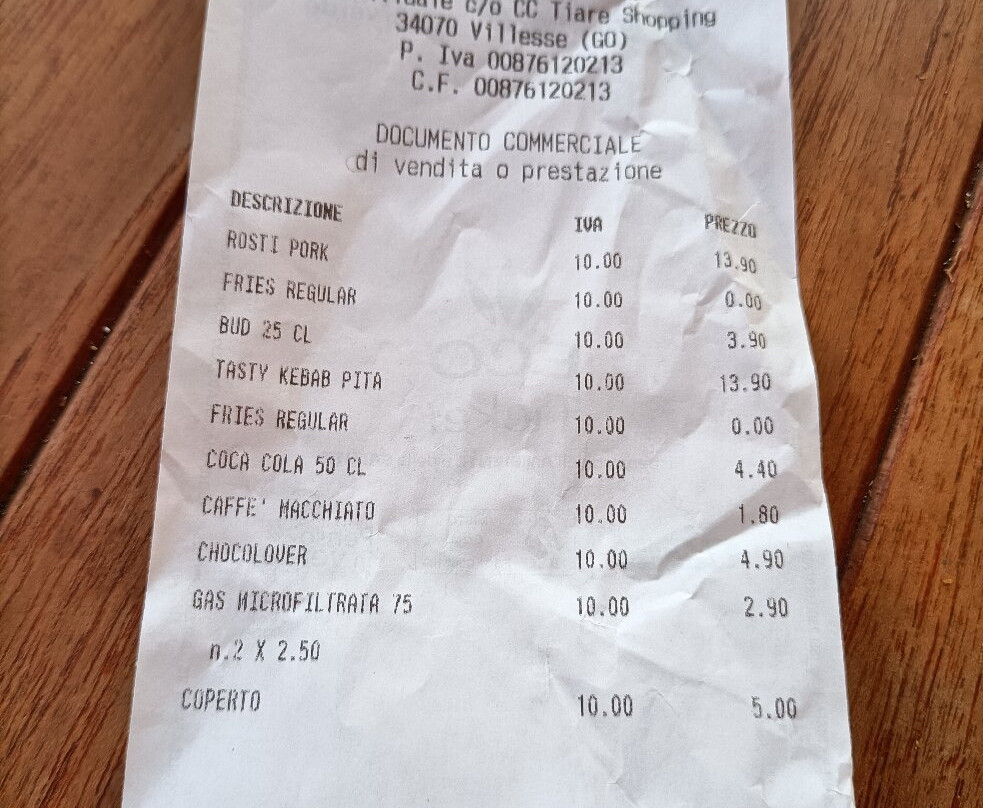 c/o CC Tiare Shopping
34070 Villesse (GO)
P. Iva 00876120213
C.F. 00876120213
DOCUMENTO COMMERCIALE
di vendita o prestazione
DESCRIZIONE IVA PREZZO
ROSTI PORK 10.00 13.90
FRIES REGULAR 10.00 0.00
BUD 25 CL 10.00 3.90
TASTY KEBAB PITA 10.00 13.90
FRIES REGULAR 10.00 0.00
COCA COLA 50 CL 10.00 4.40
CAFFE' MACCHIATO 10.00 1.80
CHOCOLOVER 10.00 4.90
GAS MICROFILTRATA 75 10.00 2.90
n.2 X 2.50
COPERTO 10.00 5.00